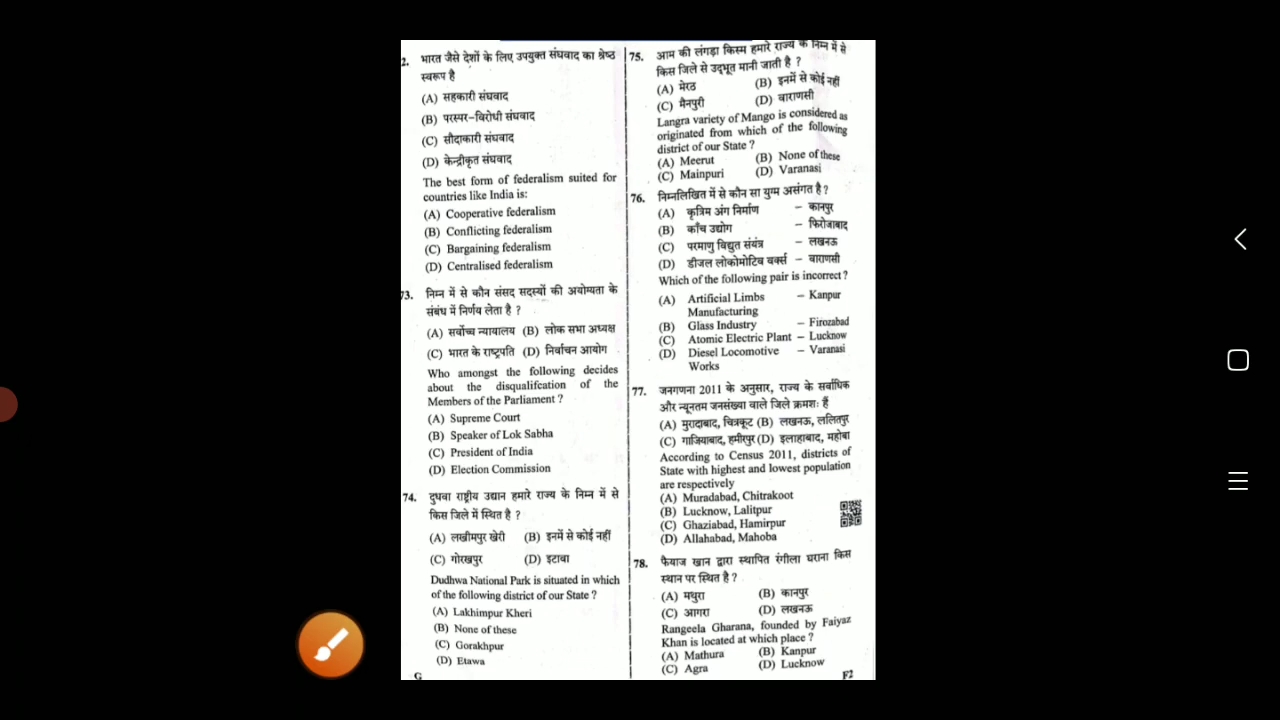 2. भारत जैसे देशों के लिए उपयुक्त संघवाद का श्रेष्ठ
स्वरूप है
(A) सहकारी संघवाद
(B) परस्पर-विरोधी संघवाद
(C) सौदाकारी संघवाद
(D) केन्द्रीकृत संघवाद
The best form of federalism suited for
countries like India is:
(A) Cooperative federalism
(B) Conflicting federalism
(C) Bargaining federalism
(D) Centralised federalism
73. निम्न में से कौन संसद सदस्यों की अयोग्यता के
संबंध में निर्णय लेता है ?
(A) सर्वोच्च न्यायालय (B) लोक सभा अध्यक्ष
(C) भारत के राष्ट्रपति (D) निर्वाचन आयोग
Who amongst the following decides
about the disqualifcation of the
Members of the Parliament ?
(A) Supreme Court
(B) Speaker of Lok Sabha
(C) President of India
(D) Election Commission
74. दुधवा राष्ट्रीय उद्यान हमारे राज्य के निम्न में से
किस जिले में स्थित है ?
(A) लखीमपुर खेरी (B) इनमें से कोई नहीं
(C) गोरखपुर (D) इटावा
Dudhwa National Park is situated in which
of the following district of our State ?
(A) Lakhimpur Kheri
(B) None of these
(C) Gorakhpur
(D) Etawa
G
75. आम की लंगड़ा किस्म हमारे राज्य के निम्न में से
किस जिले से उद्भूत मानी जाती है ?
(A) मेरठ (B) इनमें से कोई नहीं
(C) मैनपुरी (D) वाराणसी
Langra variety of Mango is considered as
originated from which of the following
district of our State ?
(A) Meerut (B) None of these
(C) Mainpuri (D) Varanasi
76. निम्नलिखित में से कौन सा युग्म असंगत है ?
(A) कृत्रिम अंग निर्माण – कानपुर
(B) काँच उद्योग – फिरोजाबाद
(C) परमाणु विद्युत संयंत्र – लखनऊ
(D) डीजल लोकोमोटिव वर्क्स – वाराणसी
Which of the following pair is incorrect ?
(A) Artificial Limbs – Kanpur
Manufacturing
(B) Glass Industry – Firozabad
(C) Atomic Electric Plant – Lucknow
(D) Diesel Locomotive – Varanasi
Works
77. जनगणना 2011 के अनुसार, राज्य के सर्वाधिक
और न्यूनतम जनसंख्या वाले जिले क्रमशः हैं
(A) मुरादाबाद, चित्रकूट (B) लखनऊ, ललितपुर
(C) गाजियाबाद, हमीरपुर (D) इलाहाबाद, महोबा
According to Census 2011, districts of
State with highest and lowest population
are respectively
(A) Muradabad, Chitrakoot
(B) Lucknow, Lalitpur
(C) Ghaziabad, Hamirpur
(D) Allahabad, Mahoba
78. फैयाज खान द्वारा स्थापित रंगीला घराना किस
स्थान पर स्थित है ?
(A) मथुरा (B) कानपुर
(C) आगरा (D) लखनऊ
Rangeela Gharana, founded by Faiyaz
Khan is located at which place ?
(A) Mathura (B) Kanpur
(C) Agra (D) Lucknow
F2